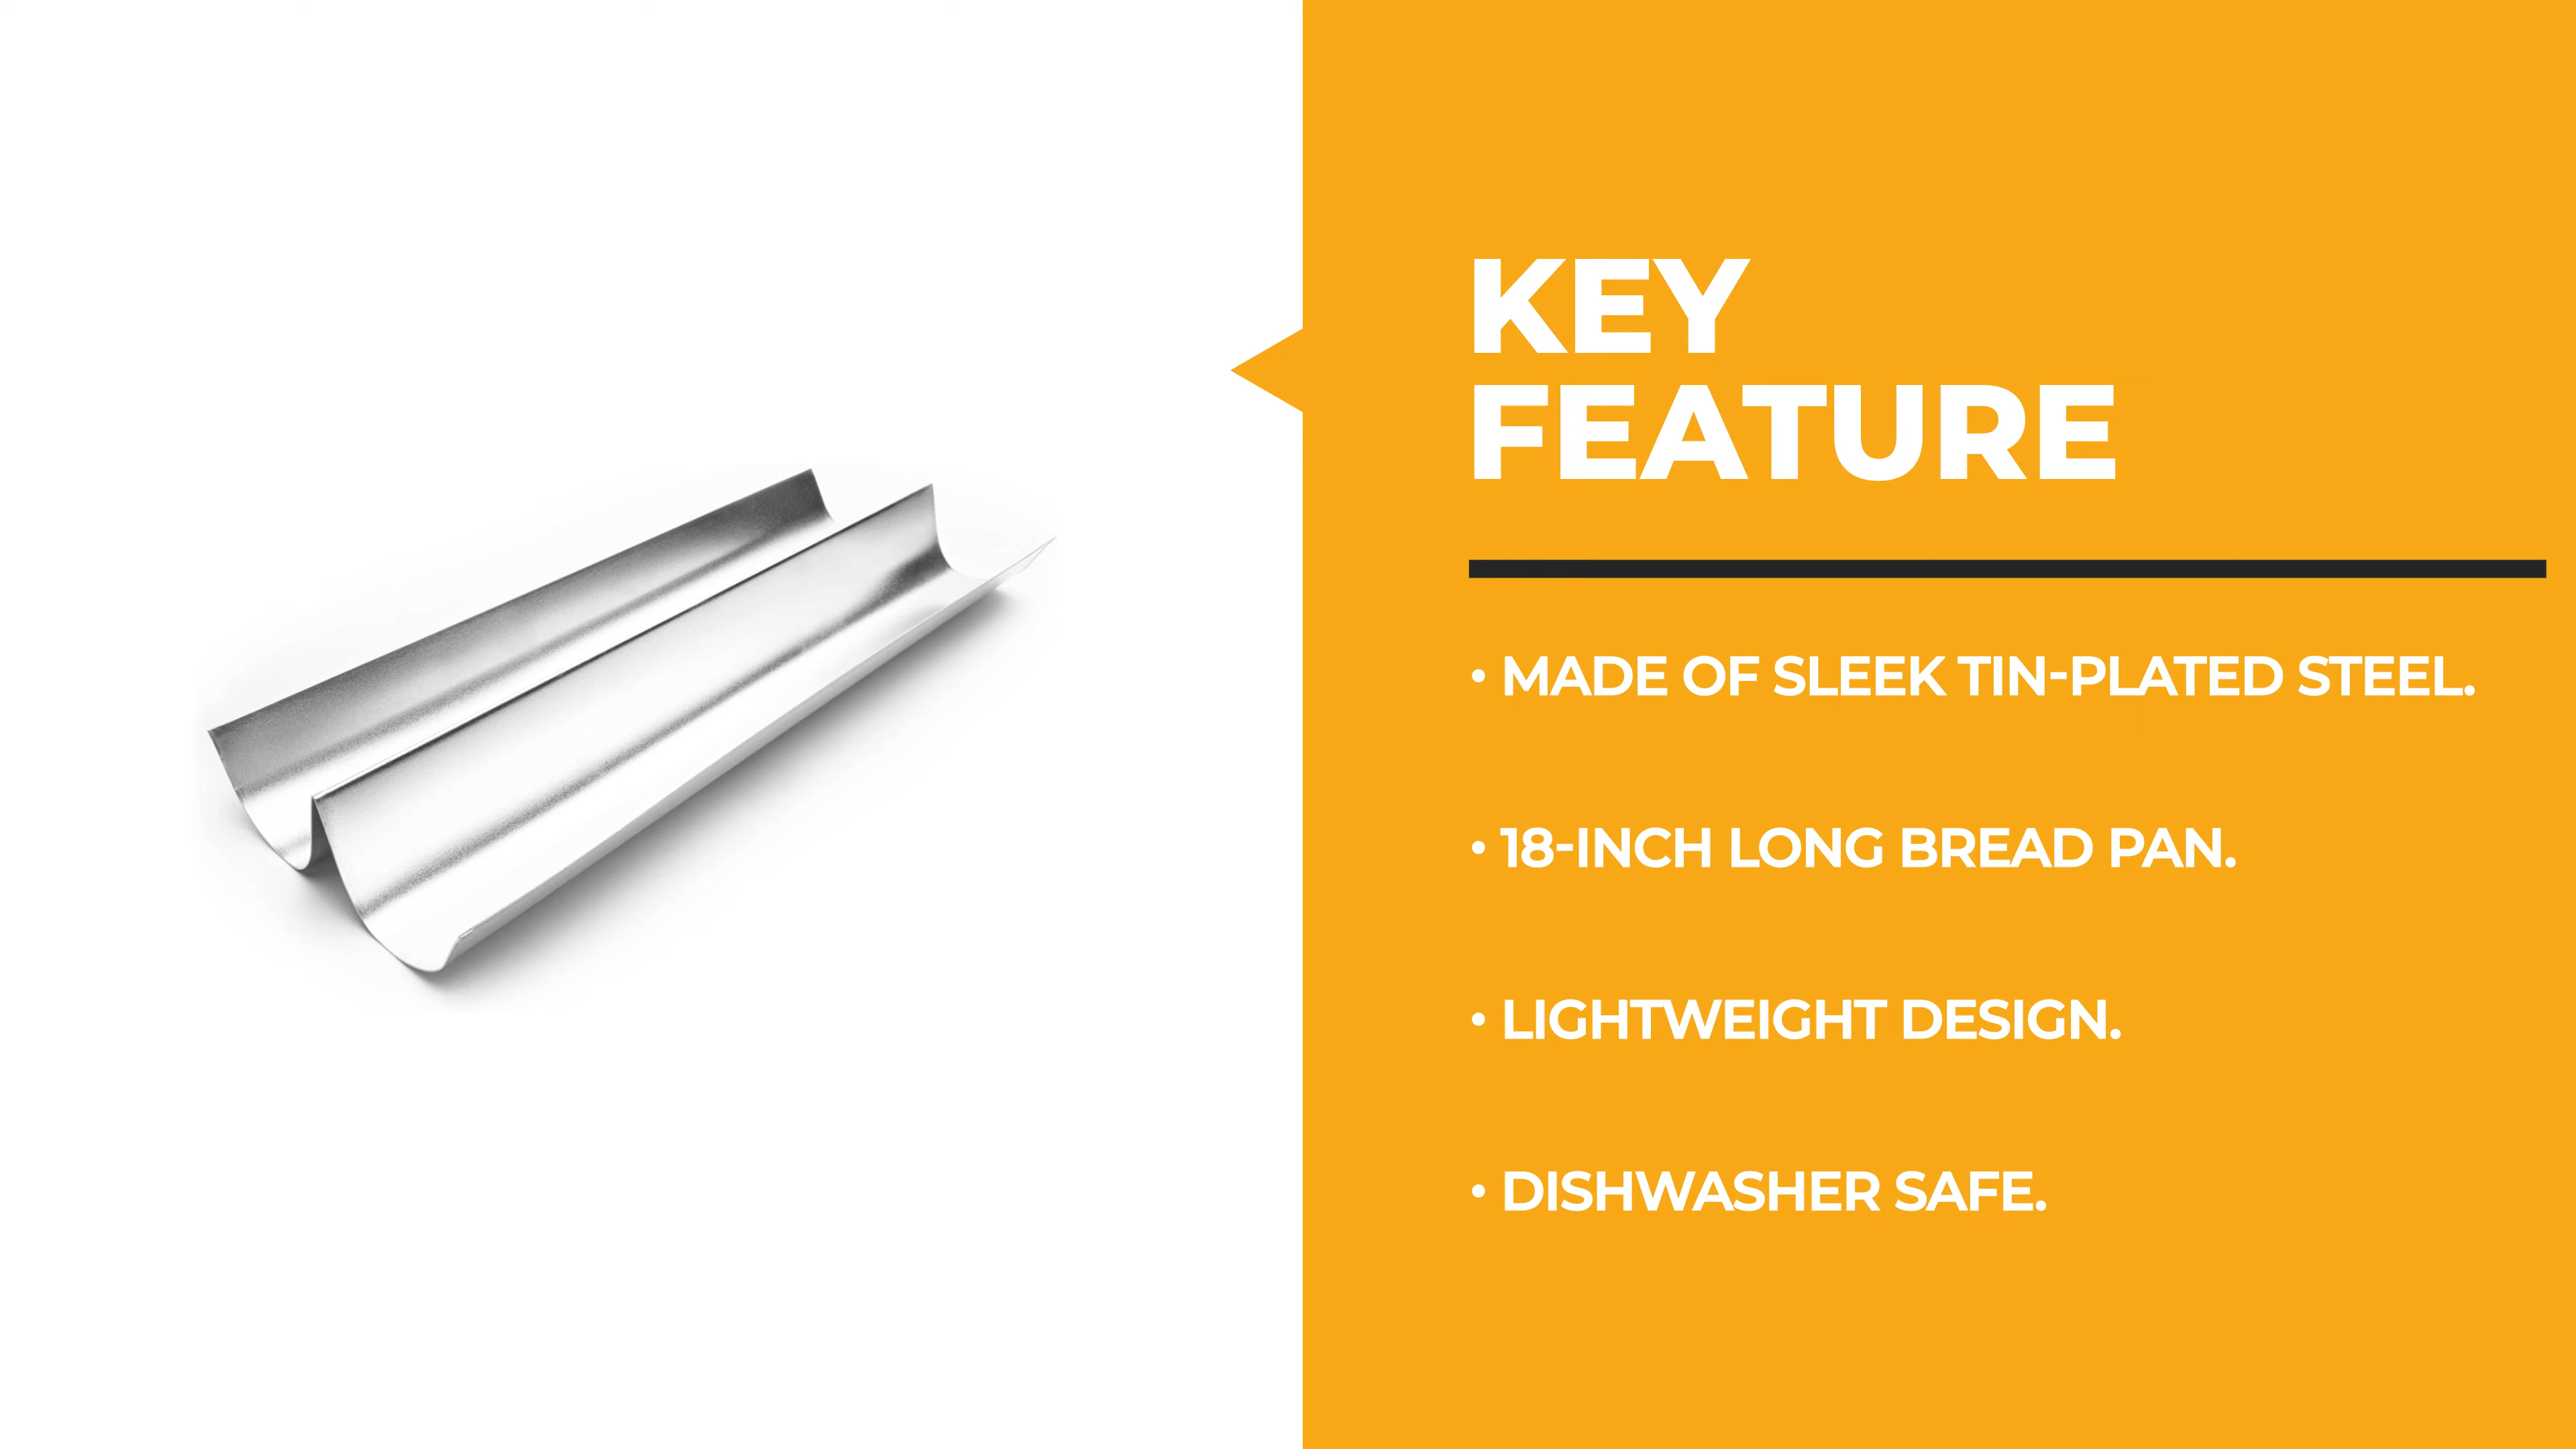 KEY
FEATURE
• MADE OF SLEEK TIN-PLATED STEEL.
• 18-INCH LONG BREAD PAN.
• LIGHTWEIGHT DESIGN.
• DISHWASHER SAFE.